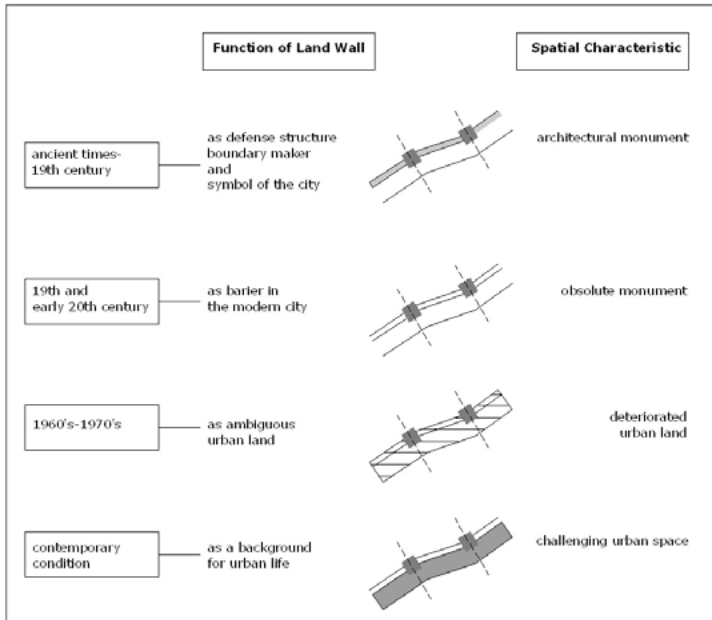 Function of Land Wall
Spatial Characteristic
ancient times-
19th century
as defense structure
boundary maker
and
symbol of the city
architectural monument
19th and
early 20th century
as barier in
the modern city
obsolute monument
1960's-1970's
as ambiguous
urban land
deteriorated
urban land
contemporary
condition
as a background
for urban life
challenging urban space